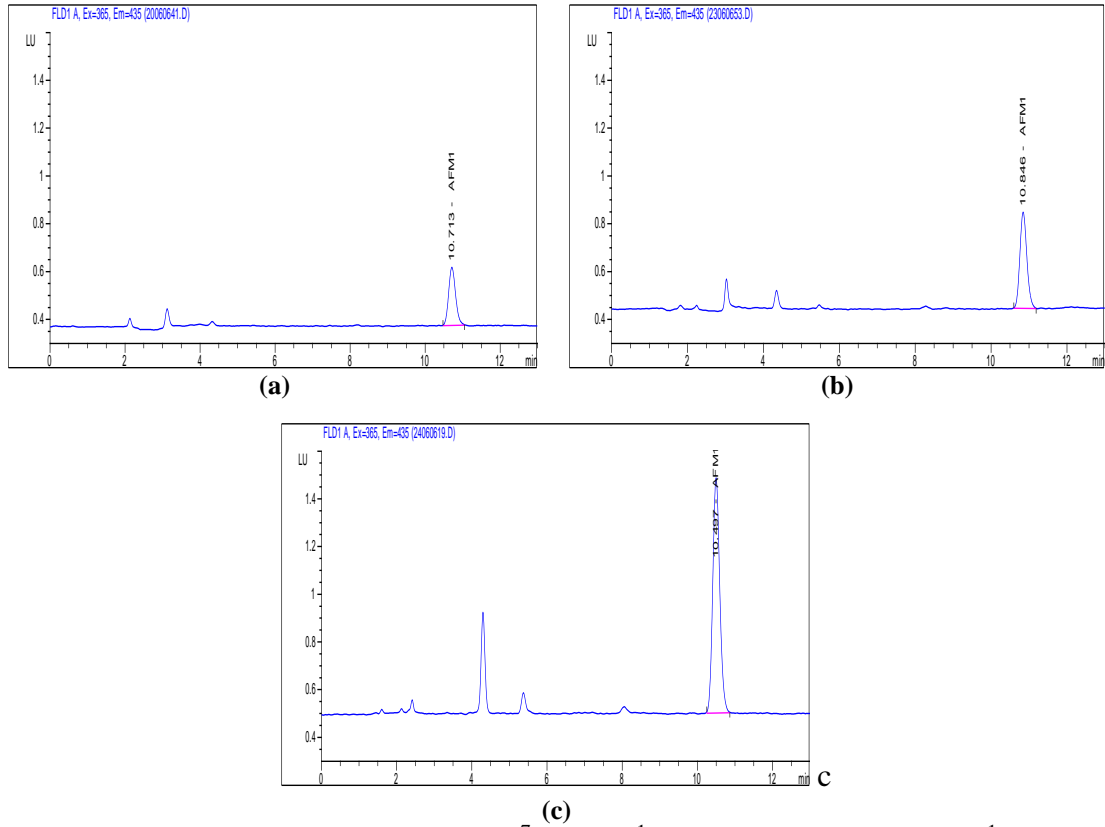 FLD1 A, Ex=365, Em=435 (20060641.D)
LU
1.4
1.2
1
0.8
0.6
0.4
10.713 - AFM1
0 2 4 6 8 10 12 min
(a)
FLD1 A, Ex=365, Em=435 (23060653.D)
LU
1.4
1.2
1
0.8
0.6
0.4
10.846 - AFM1
0 2 4 6 8 10 12 min
(b)
FLD1 A, Ex=365, Em=435 (24060619.D)
LU
1.4
1.2
1
0.8
0.6
0.4
10.497 - AFM1
0 2 4 6 8 10 12 min
c
(c)
7 1 1